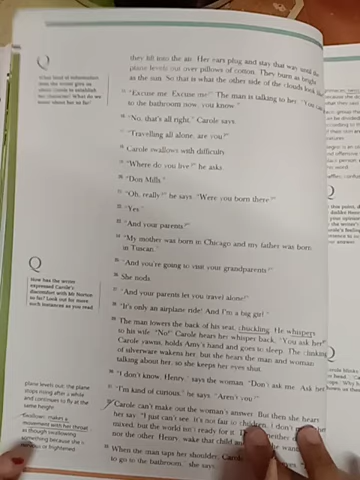 they lift into the air. Her ears plug and stay that way until the
plane levels out over pillows of cotton. They burn as bright
as the sun. So that is what the other side of the clouds look
"Excuse me. Excuse me!" The man is talking to her. "You can
to the bathroom now, you know."
"No, that's all right," Carole says.
"Travelling all alone, are you?"
Carole swallows with difficulty.
"Where do you live?" he asks.
"Don Mills."
"Oh, really?" he says. "Were you born there?"
"Yes."
"And your parents?"
"My mother was born in Chicago and my father was born
in Tuscan."
"And you're going to visit your grandparents?"
She nods.
"And your parents let you travel alone!"
"It's only an airplane ride! And I'm a big girl."
The man lowers the back of his seat, chuckling. He whispers
to his wife. "No!" Carole hears her whisper back, "You ask her!"
Carole yawns, holds Amy's hand and goes to sleep. The clinking
of silverware wakens her, but she hears the man and woman
talking about her, so she keeps her eyes shut.
"I don't know, Henry," says the woman. "Don't ask me. Ask her
"I'm kind of curious," he says. "Aren't you?"
Carole can't make out the woman's answer. But then she hears
her say, "I just can't see it. It's not fair to children. I don't
mixed, but the world isn't ready for it. They
nor the other. Henry, wake that child and
When the man taps her shoulder, Carole
to go to the bathroom," she says.
Q
What kind of information
does the writer give us
about Carole to establish
her character? What do we
know about her so far?
Q
How has the writer
expressed Carole's
discomfort with Mr Norton
so far? Look out for more
such instances as you read
planes levels out: the plane
stops rising after a while
and continues to fly at the
same height
swallows: makes a
movement with her throat
as though swallowing
something because she's
nervous or frightened